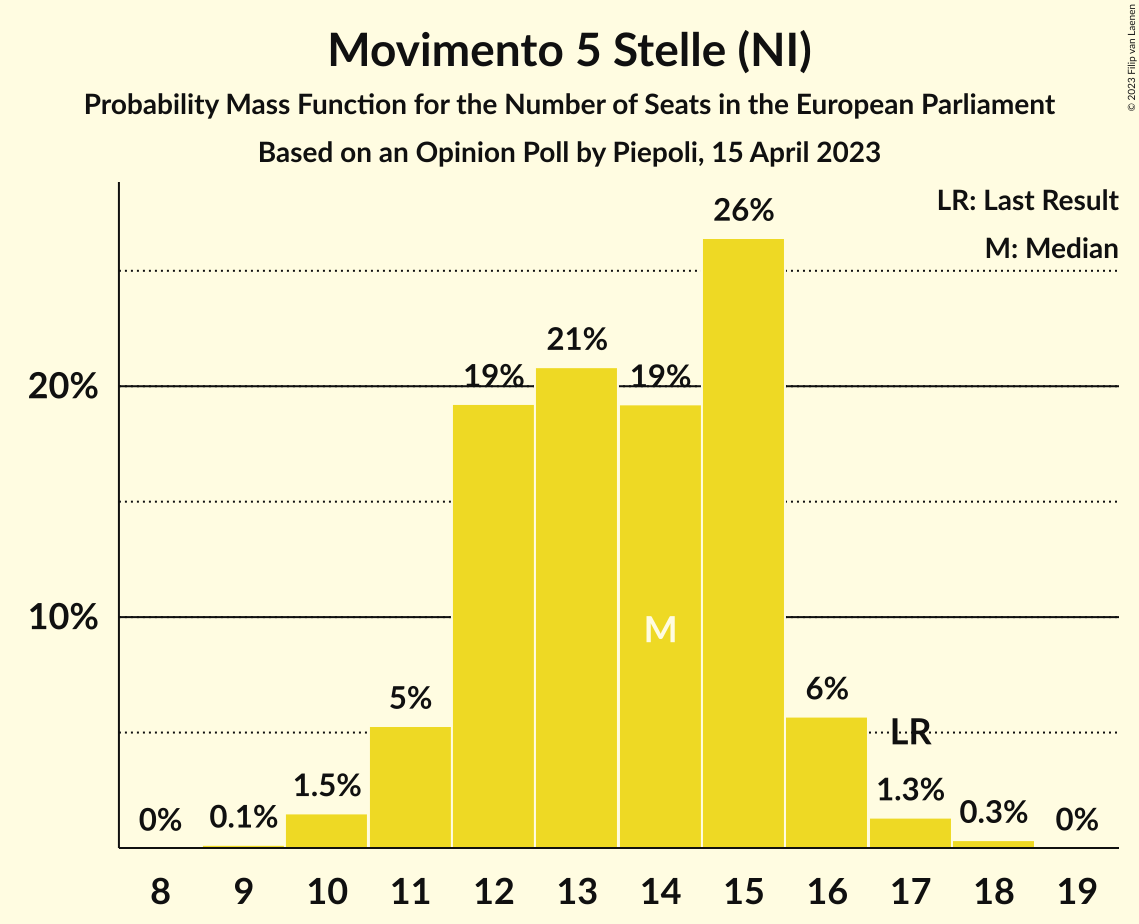 Movimento 5 Stelle (NI)
Probability Mass Function for the Number of Seats in the European Parliament
Based on an Opinion Poll by Piepoli, 15 April 2023
© 2023 Filip van Laenen
LR: Last Result
M: Median
26%
21%
19%
19%
20%
10%
M
5%
6%
LR
0%
0.1%
1.5%
1.3%
0.3%
0%
8 9 10 11 12 13 14 15 16 17 18 19